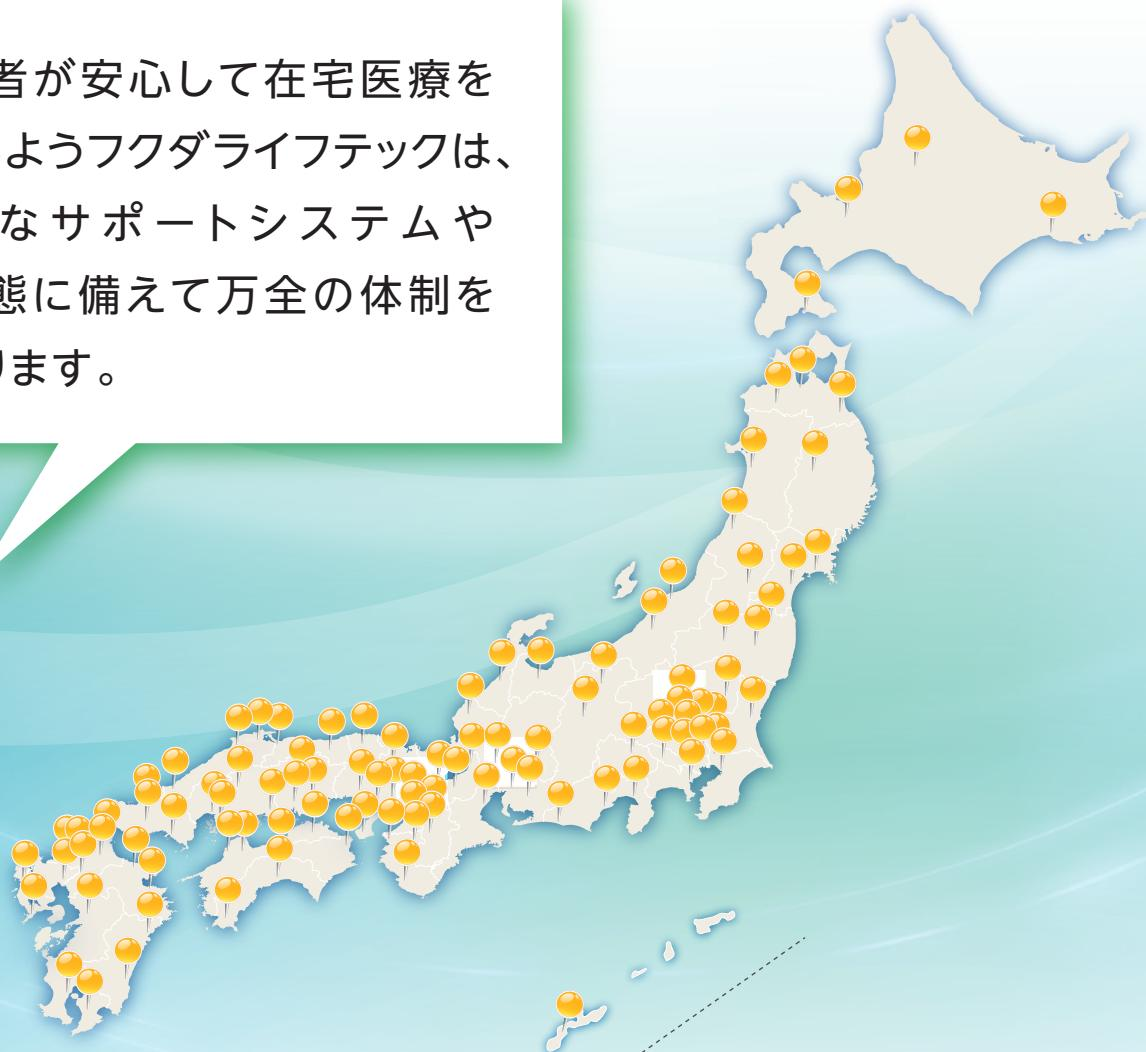 者が安心して在宅医療を
ようフクダライフテックは、
なサポートシステムや
態に備えて万全の体制を
ります。